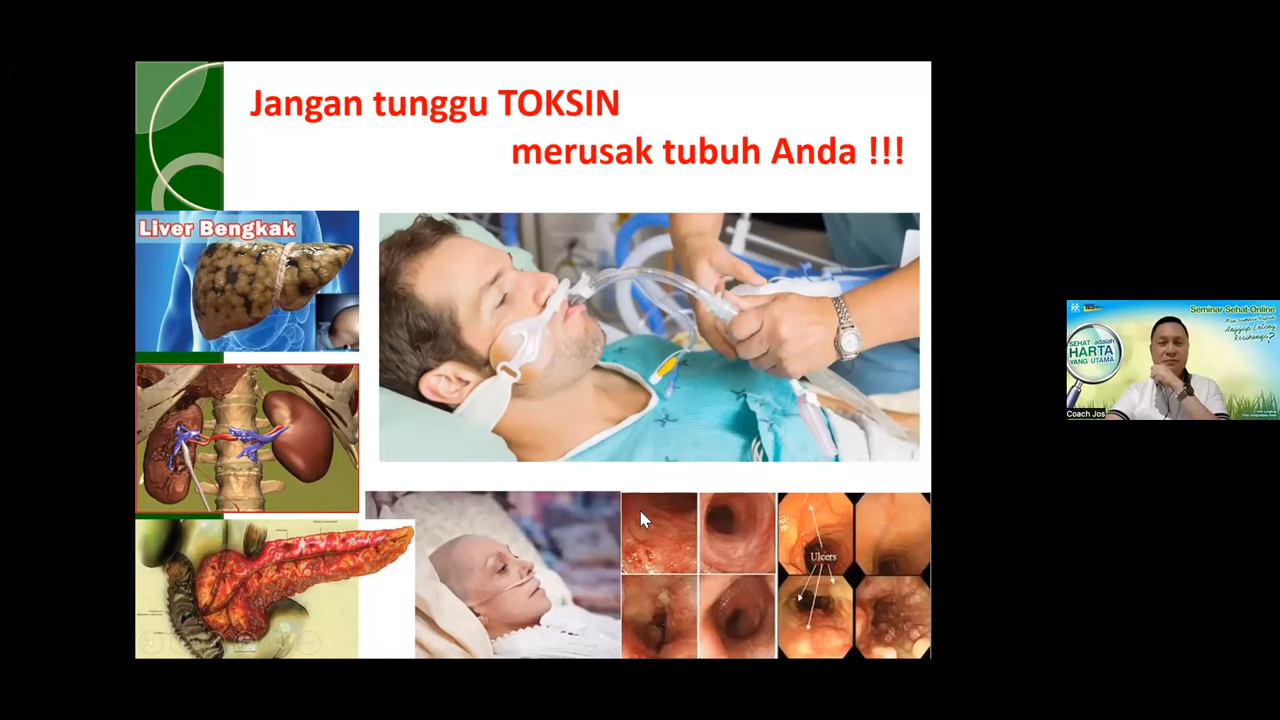 Jangan tunggu TOKSIN
merusak tubuh Anda !!!
Liver Bengkak
Ulcers
YES
Seminar Sehat Online
SEHAT adalah
HARTA
YANG UTAMA
Coach Jos